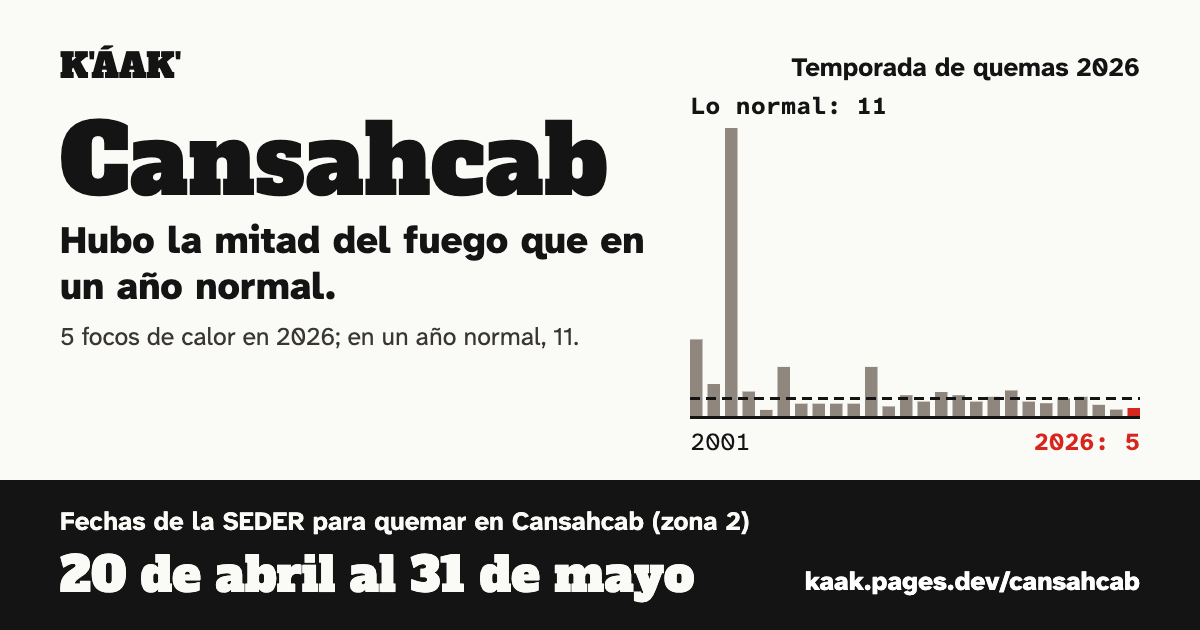 K'ÁAK'
Cansahcab
Hubo la mitad del fuego que en
un año normal.
5 focos de calor en 2026; en un año normal, 11.
Temporada de quemas 2026
Lo normal: 11
2001
2026: 5
Fechas de la SEDER para quemar en Cansahcab (zona 2)
20 de abril al 31 de mayo
kaak.pages.dev/cansahcab